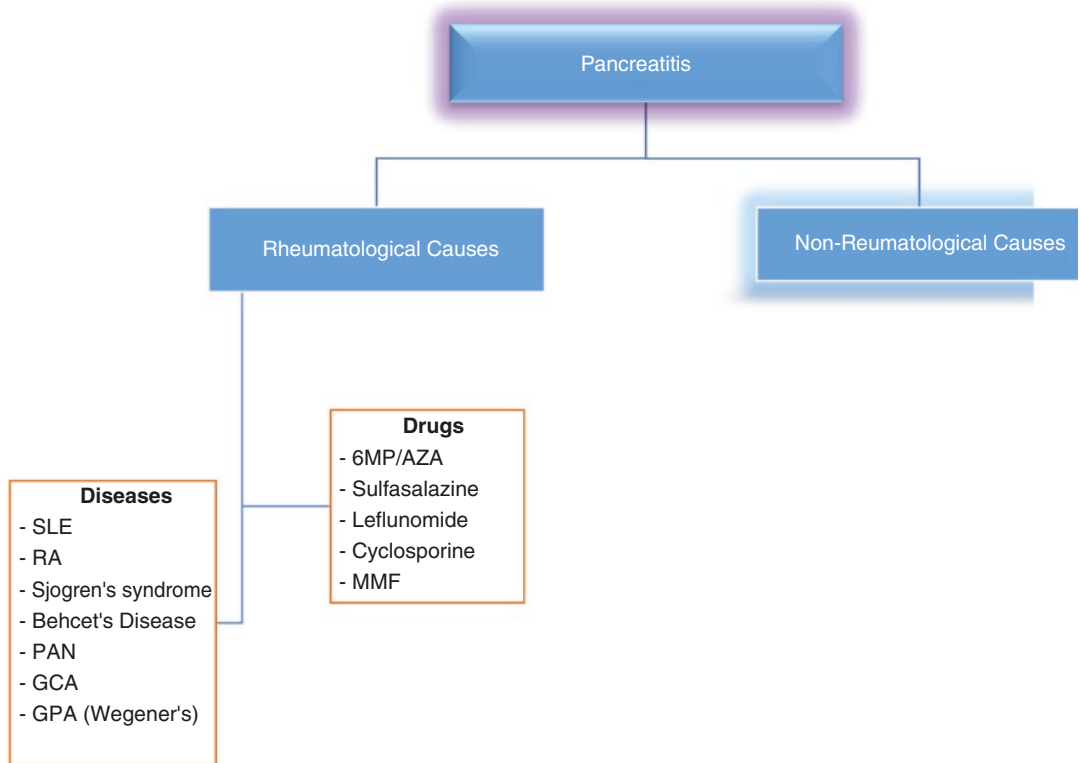 Pancreatitis
Rheumatological Causes
Non-Reumatological Causes
Drugs
- 6MP/AZA
- Sulfasalazine
- Leflunomide
- Cyclosporine
- MMF
Diseases
- SLE
- RA
- Sjogren's syndrome
- Behcet's Disease
- PAN
- GCA
- GPA (Wegener's)